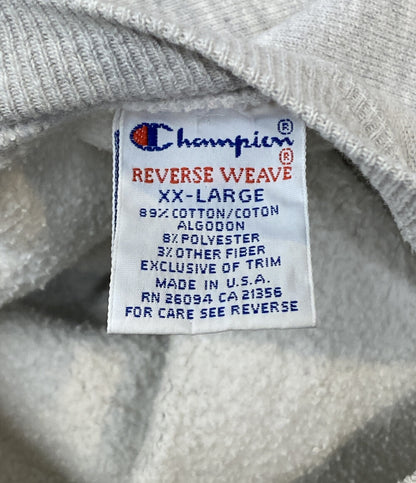 Champion®
REVERSE WEAVE®
XX-LARGE
89% COTTON/COTON
ALGODON
8% POLYESTER
3% OTHER FIBER
EXCLUSIVE OF TRIM
MADE IN U.S.A.
RN 26094 CA 21356
FOR CARE SEE REVERSE